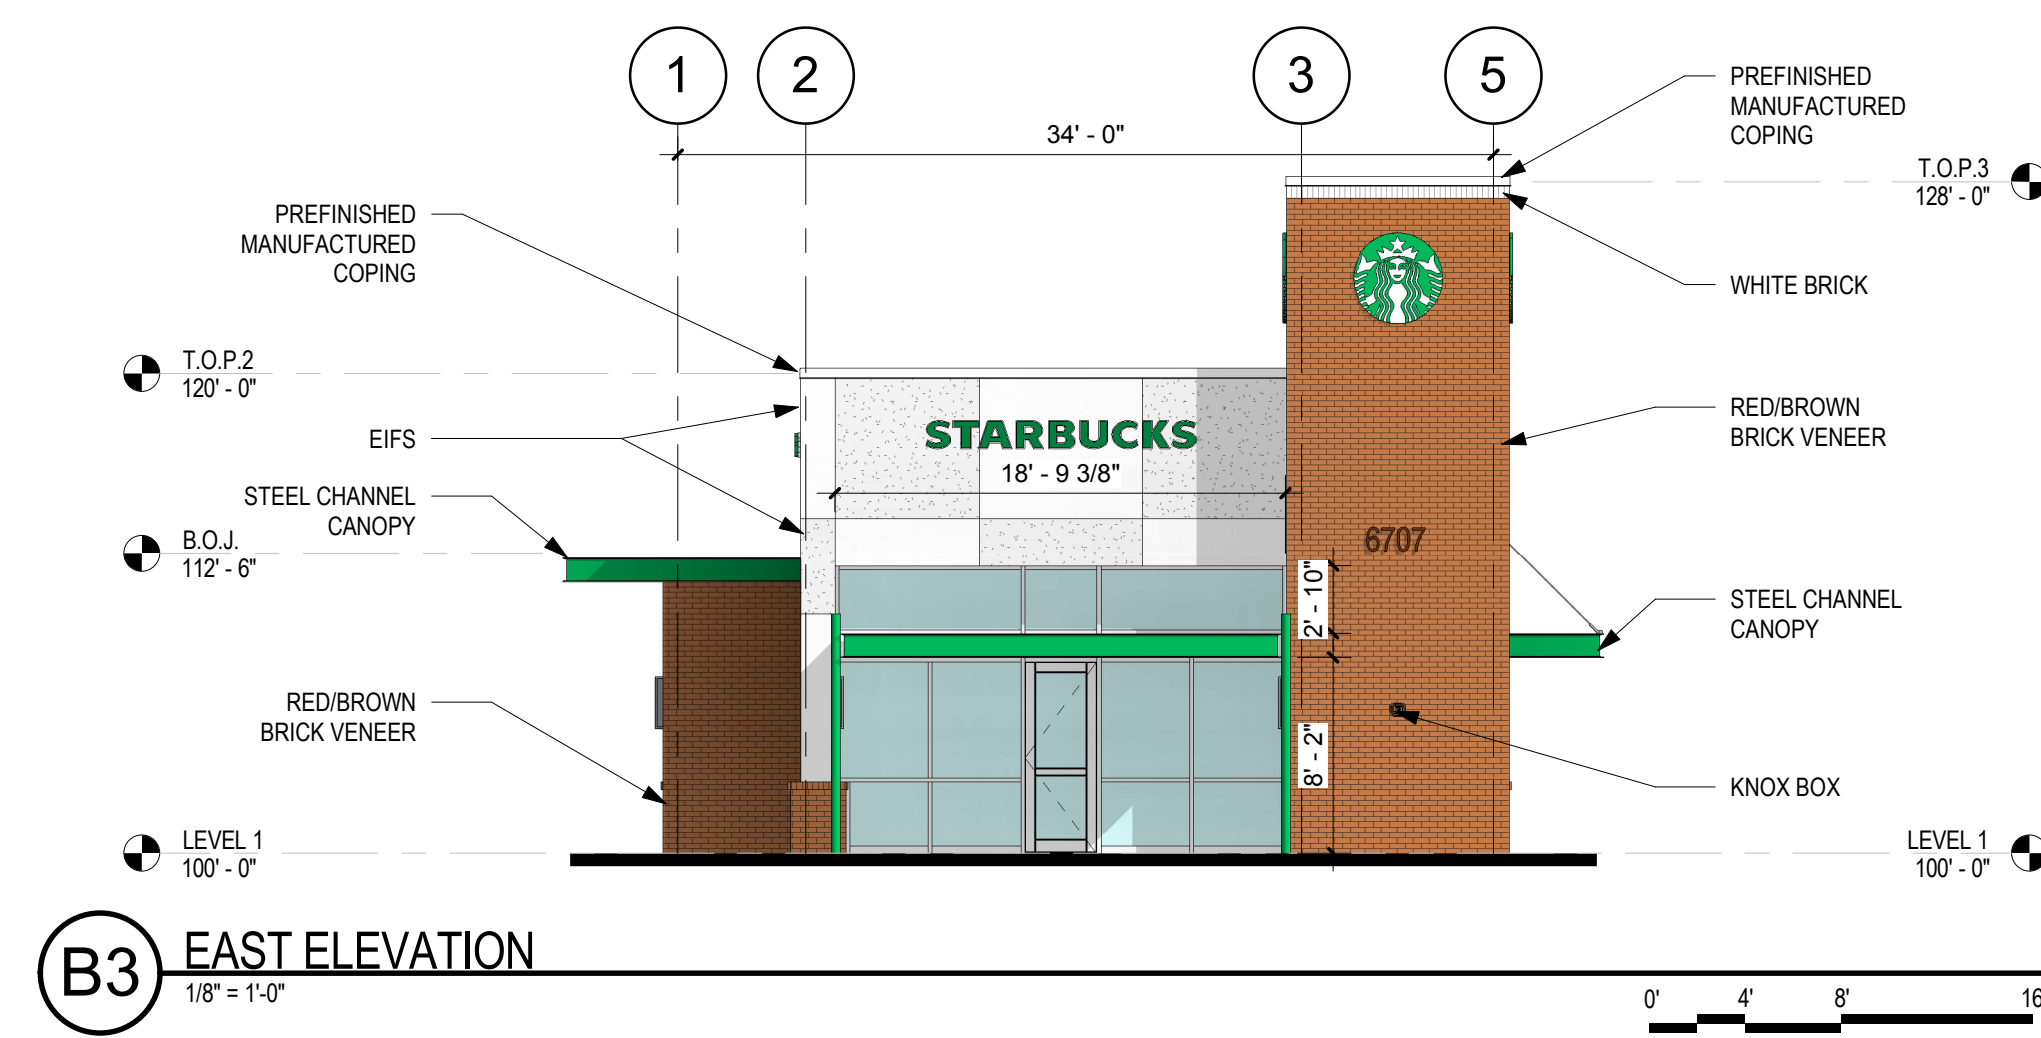 1
2
3
5
34' - 0"
PREFINISHED
MANUFACTURED
COPING
T.O.P.3
128' - 0"
PREFINISHED
MANUFACTURED
COPING
WHITE BRICK
T.O.P.2
120' - 0"
EIFS
STARBUCKS
18' - 9 3/8"
RED/BROWN
BRICK VENEER
STEEL CHANNEL
CANOPY
6707
B.O.J.
112' - 6"
2' - 10"
STEEL CHANNEL
CANOPY
RED/BROWN
BRICK VENEER
8' - 2"
KNOX BOX
LEVEL 1
100' - 0"
LEVEL 1
100' - 0"
B3
EAST ELEVATION
1/8" = 1'-0"
0' 4' 8' 16